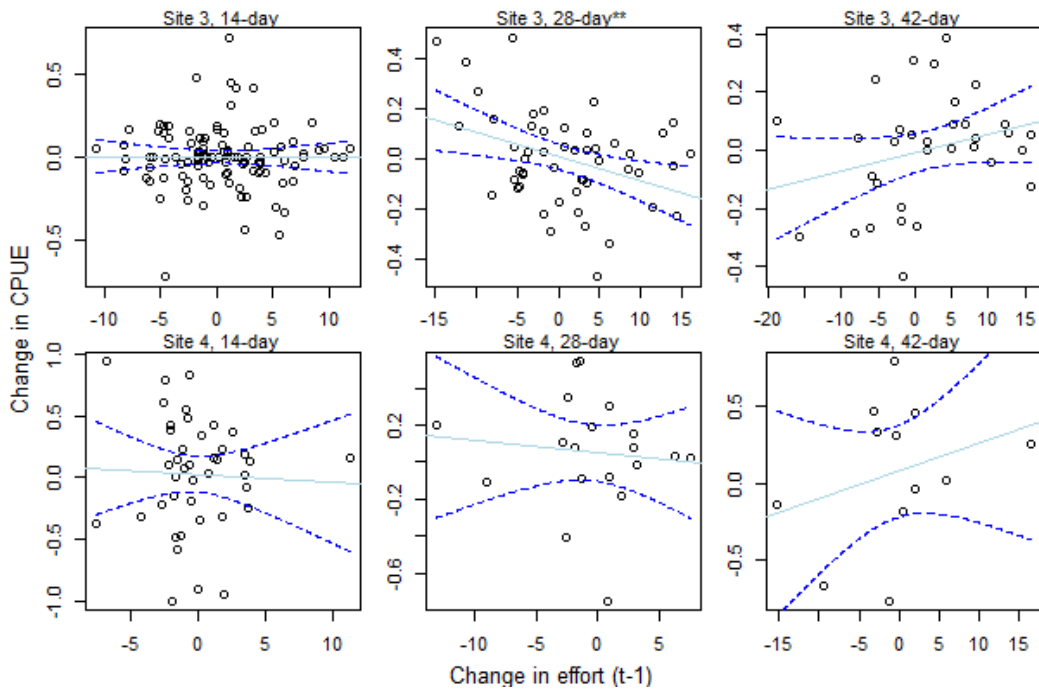 Site 3, 14-day
Site 3, 28-day**
Site 3, 42-day
0.5
0.0
-0.5
0.4
0.2
0.0
-0.2
-0.4
0.4
0.2
0.0
-0.2
-0.4
-10 -5 0 5 10
-15 -10 -5 0 5 10 15
-20 -10 -5 0 5 10 15
Change in CPUE
Site 4, 14-day
Site 4, 28-day
Site 4, 42-day
1.0
0.5
0.0
-0.5
-1.0
0.2
-0.2
-0.6
0.5
0.0
-0.5
-5 0 5 10
-10 -5 0 5
-15 -5 0 5 10 15
Change in effort (t-1)